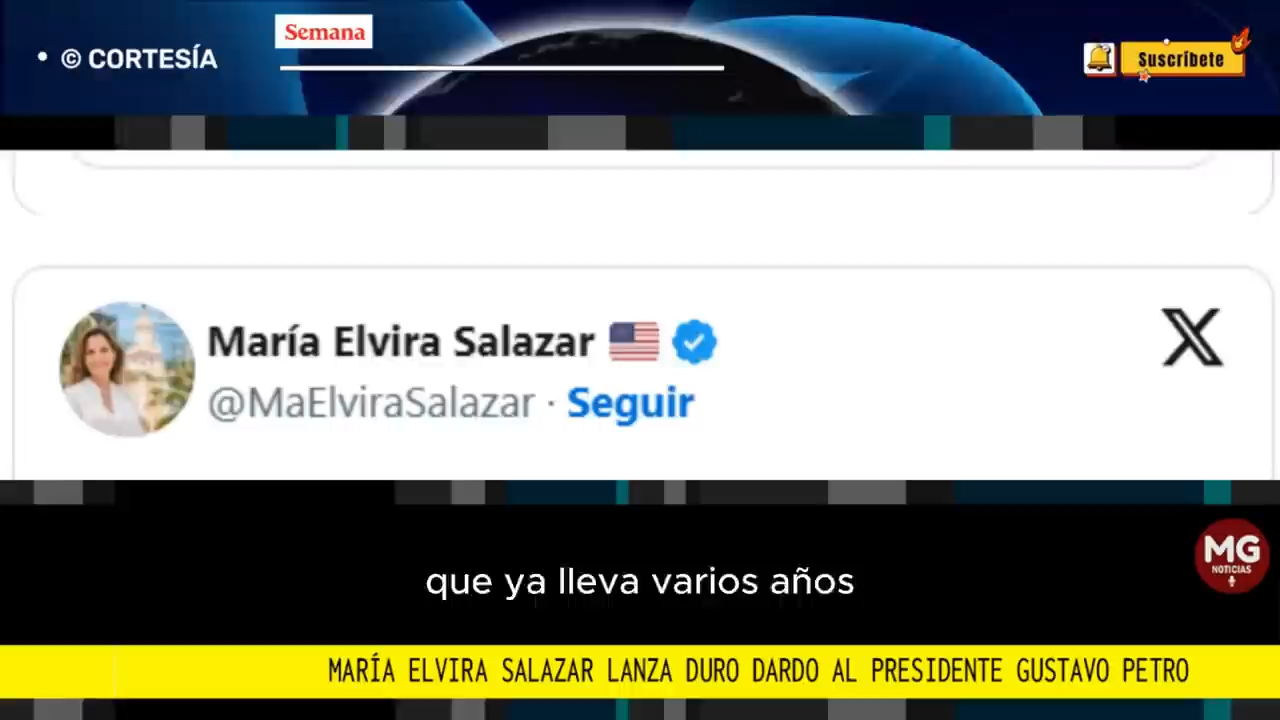 Semana
• © CORTESÍA
Suscríbete
María Elvira Salazar
@MaElviraSalazar · Seguir
que ya lleva varios años
MG
NOTICIAS
MARÍA ELVIRA SALAZAR LANZA DURO DARDO AL PRESIDENTE GUSTAVO PETRO